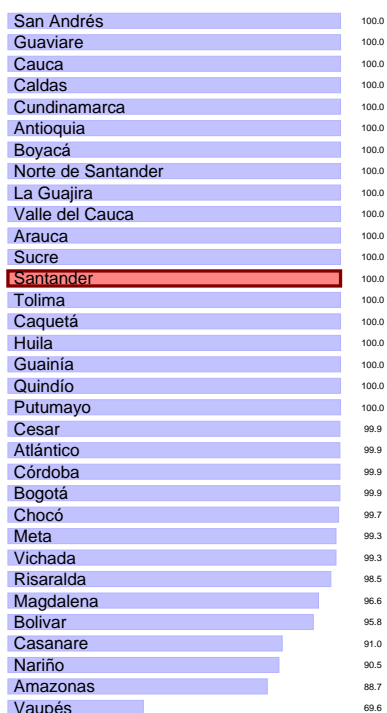 San Andrés 100.0
Guaviare 100.0
Cauca 100.0
Caldas 100.0
Cundinamarca 100.0
Antioquia 100.0
Boyacá 100.0
Norte de Santander 100.0
La Guajira 100.0
Valle del Cauca 100.0
Arauca 100.0
Sucre 100.0
Santander 100.0
Tolima 100.0
Caquetá 100.0
Huila 100.0
Guainía 100.0
Quindío 100.0
Putumayo 100.0
Cesar 99.9
Atlántico 99.9
Córdoba 99.9
Bogotá 99.9
Chocó 99.7
Meta 99.3
Vichada 99.3
Risaralda 98.5
Magdalena 96.6
Bolivar 95.8
Casanare 91.0
Nariño 90.5
Amazonas 88.7
Vaupés 69.6